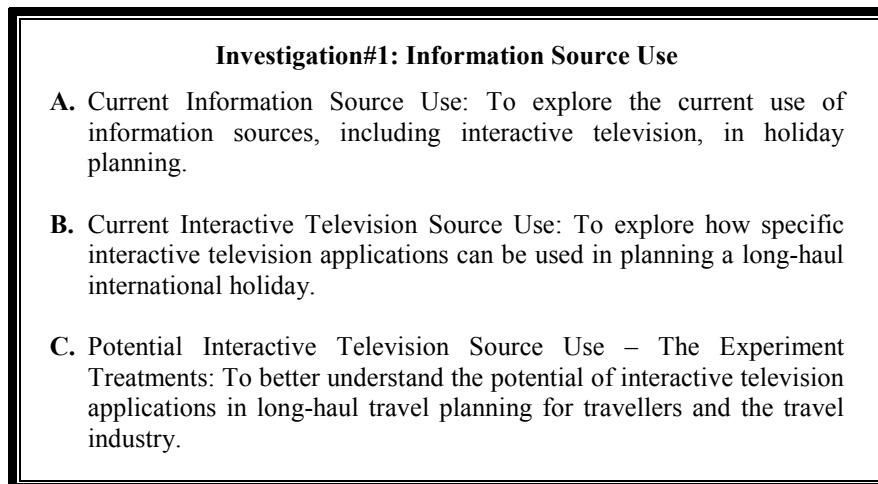 Investigation#1: Information Source Use
A. Current Information Source Use: To explore the current use of
information sources, including interactive television, in holiday
planning.
B. Current Interactive Television Source Use: To explore how specific
interactive television applications can be used in planning a long-haul
international holiday.
C. Potential Interactive Television Source Use – The Experiment
Treatments: To better understand the potential of interactive television
applications in long-haul travel planning for travellers and the travel
industry.